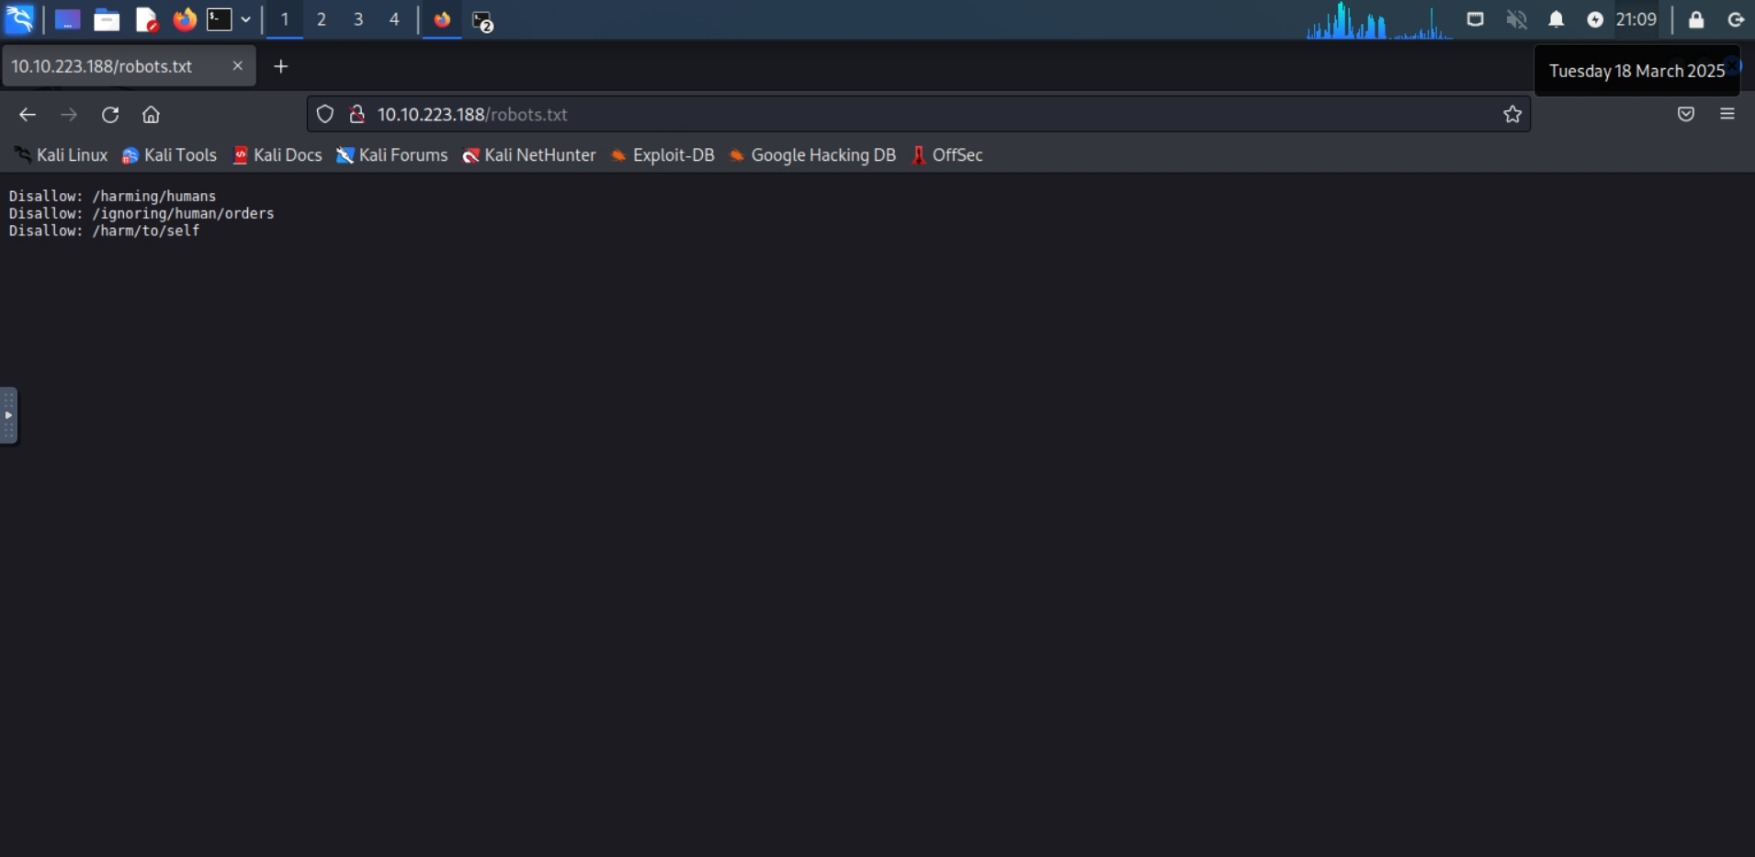 1 2 3 4 2 21:09
10.10.223.188/robots.txt
Tuesday 18 March 2025
10.10.223.188/robots.txt
Kali Linux Kali Tools Kali Docs Kali Forums Kali NetHunter Exploit-DB Google Hacking DB OffSec
Disallow: /harming/humans
Disallow: /ignoring/human/orders
Disallow: /harm/to/self